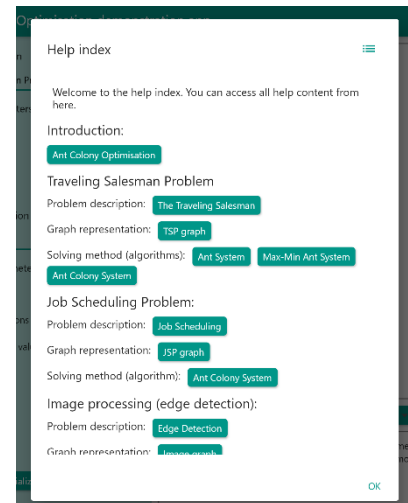 Help index
Welcome to the help index. You can access all help content from
here.
Introduction:
Ant Colony Optimisation
Traveling Salesman Problem
Problem description: The Traveling Salesman
Graph representation: TSP graph
Solving method (algorithms): Ant System Max-Min Ant System
Ant Colony System
Job Scheduling Problem:
Problem description: Job Scheduling
Graph representation: JSP graph
Solving method (algorithm): Ant Colony System
Image processing (edge detection):
Problem description: Edge Detection
Graph representation: Image graph
OK